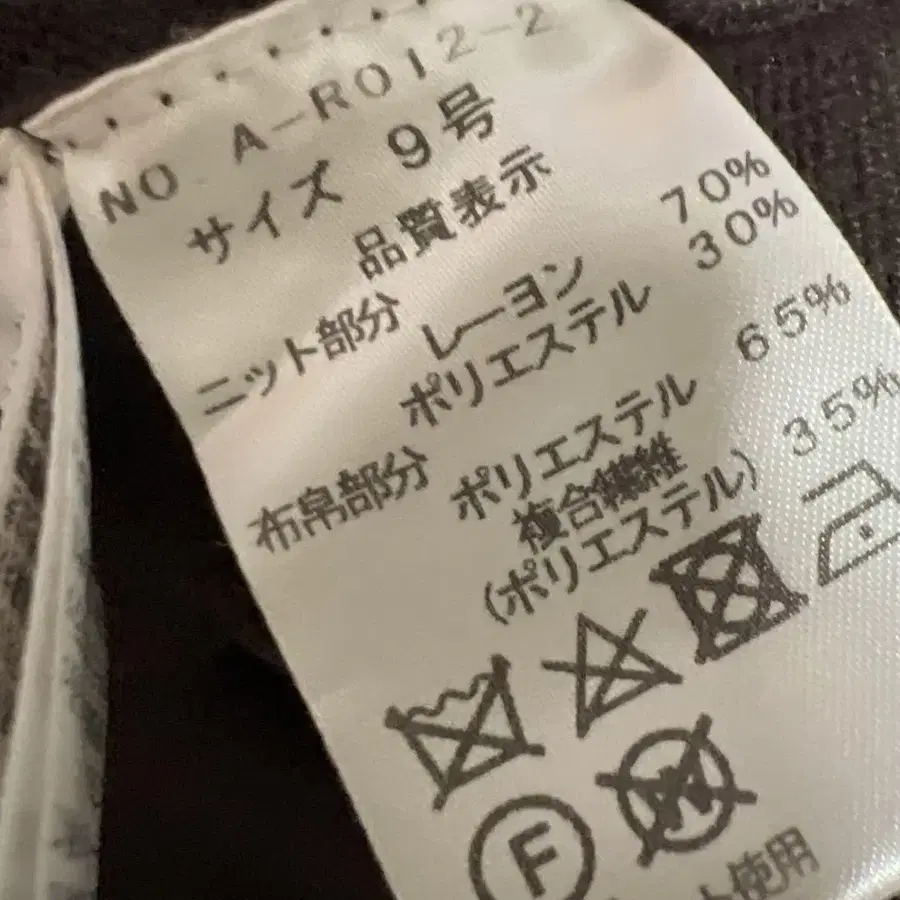 NO A-R012-2
サイズ 9号
品質表示
ニット部分 レーヨン 70%
ポリエステル 30%
布帛部分 ポリエステル 65%
複合繊維 35%
(ポリエステル)
F W
使用